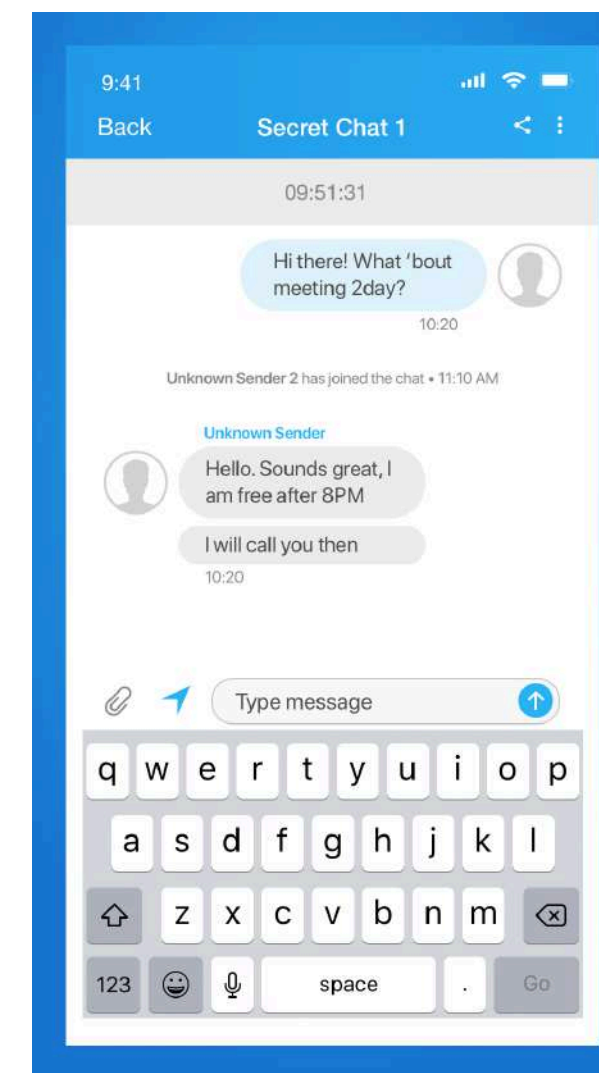 9:41
Back Secret Chat 1
09:51:31
Hi there! What ‘bout
meeting 2day?
10:20
Unknown Sender 2 has joined the chat • 11:10 AM
Unknown Sender
Hello. Sounds great, I
am free after 8PM
I will call you then
10:20
Type message
q w e r t y u i o p
a s d f g h j k l
z x c v b n m
123 space . Go